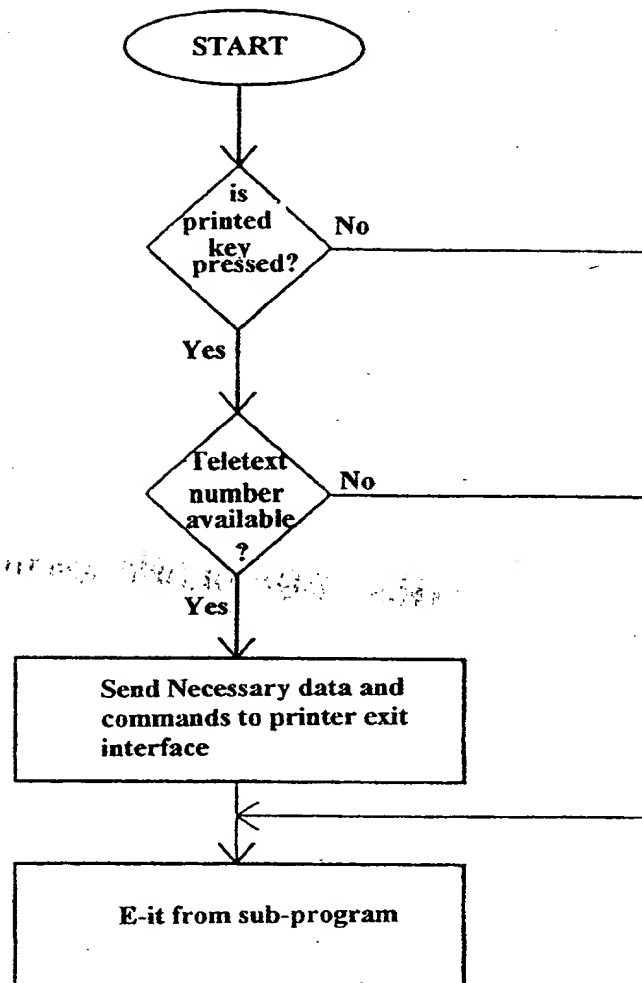 START
is
printed
key
pressed?
No
Yes
Teletext
number
available
?
No
Yes
Send Necessary data and
commands to printer exit
interface
E-it from sub-program